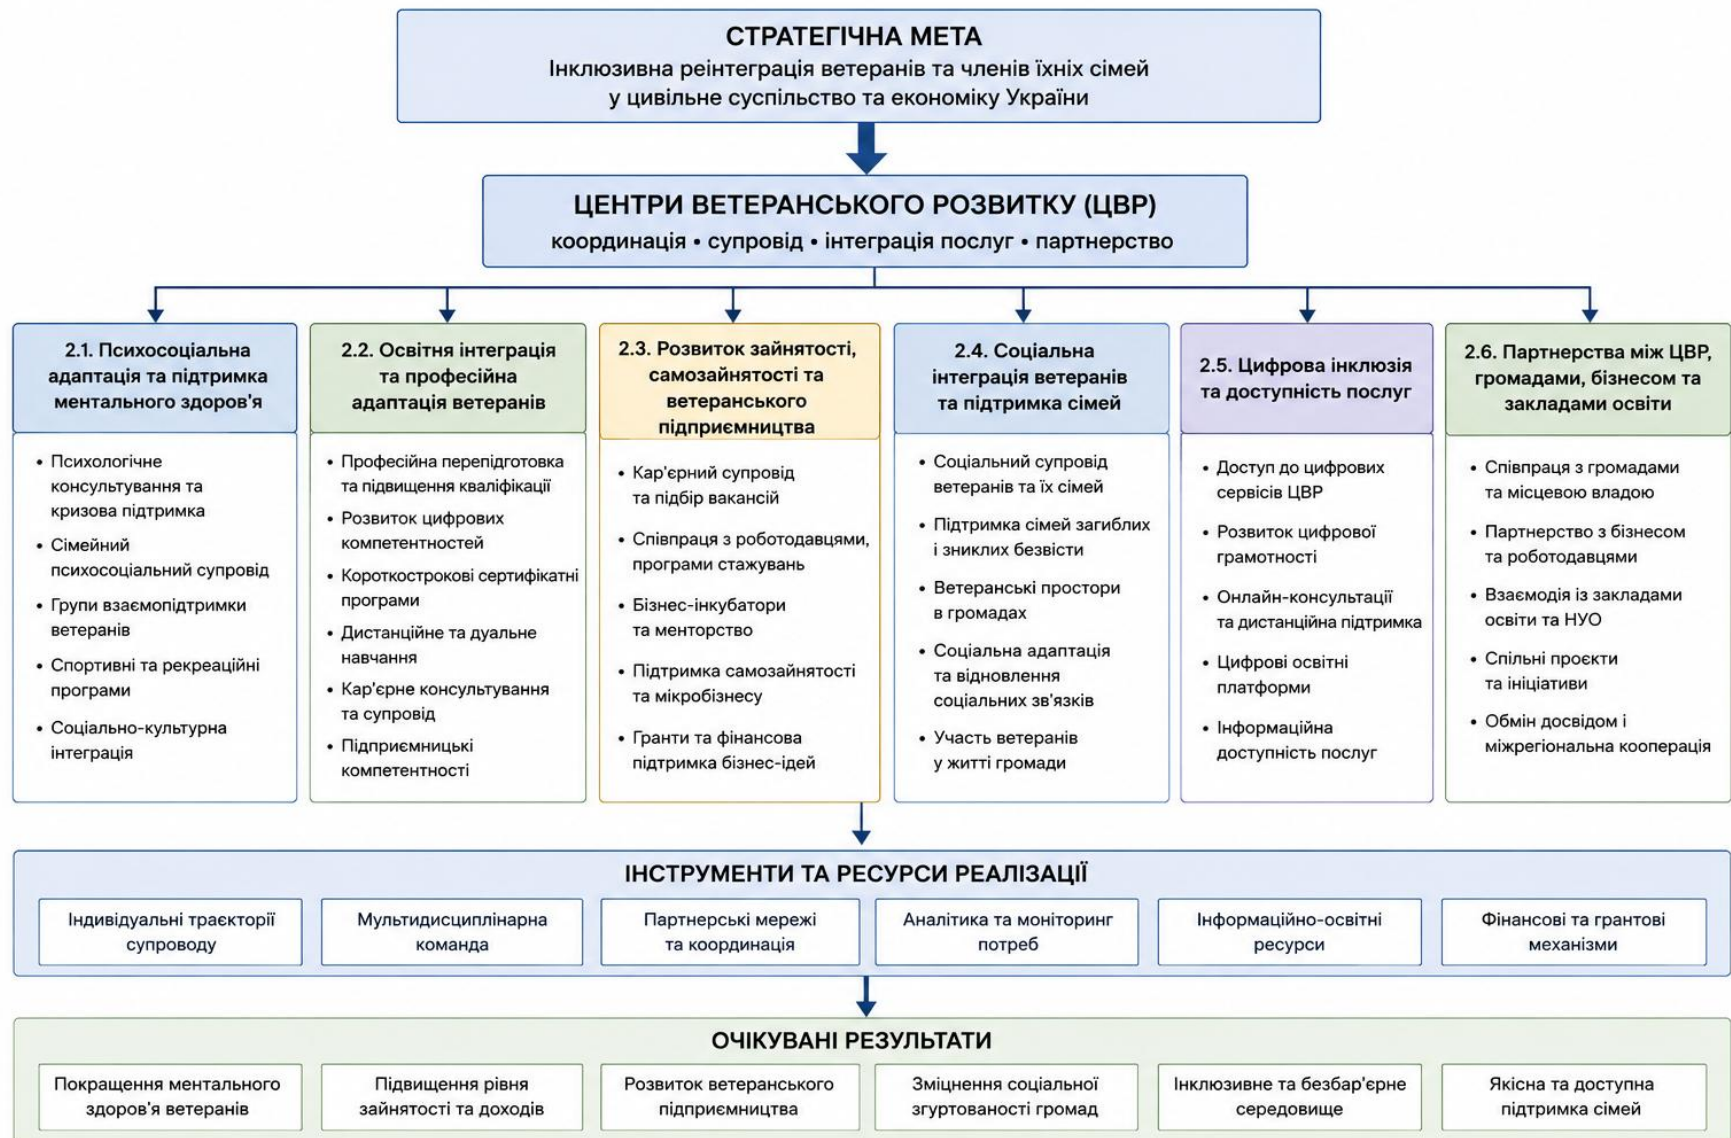 СТРАТЕГІЧНА МЕТА
Інклюзивна реінтеграція ветеранів та членів їхніх сімей
у цивільне суспільство та економіку України
ЦЕНТРИ ВЕТЕРАНСЬКОГО РОЗВИТКУ (ЦВР)
координація • супровід • інтеграція послуг • партнерство
2.1. Психосоціальна
адаптація та підтримка
ментального здоров'я
• Психологічне
консультування та
кризова підтримка
• Сімейний
психосоціальний супровід
• Групи взаємопідтримки
ветеранів
• Спортивні та рекреаційні
програми
• Соціально-культурна
інтеграція
2.2. Освітня інтеграція
та професійна
адаптація ветеранів
• Професійна перепідготовка
та підвищення кваліфікації
• Розвиток цифрових
компетентностей
• Короткострокові сертифікатні
програми
• Дистанційне та дуальне
навчання
• Кар'єрне консультування
та супровід
• Підприємницькі
компетентності
2.3. Розвиток зайнятості,
самозайнятості та
ветеранського
підприємництва
• Кар'єрний супровід
та підбір вакансій
• Співпраця з роботодавцями,
програми стажувань
• Бізнес-інкубатори
та менторство
• Підтримка самозайнятості
та мікробізнесу
• Гранти та фінансова
підтримка бізнес-ідей
2.4. Соціальна
інтеграція ветеранів
та підтримка сімей
• Соціальний супровід
ветеранів та їх сімей
• Підтримка сімей загиблих
і зниклих безвісти
• Ветеранські простори
в громадах
• Соціальна адаптація
та відновлення
соціальних зв'язків
• Участь ветеранів
у житті громади
2.5. Цифрова інклюзія
та доступність послуг
• Доступ до цифрових
сервісів ЦВР
• Розвиток цифрової
грамотності
• Онлайн-консультації
та дистанційна підтримка
• Цифрові освітні
платформи
• Інформаційна
доступність послуг
2.6. Партнерства між ЦВР,
громадами, бізнесом та
закладами освіти
• Співпраця з громадами
та місцевою владою
• Партнерство з бізнесом
та роботодавцями
• Взаємодія із закладами
освіти та НУО
• Спільні проєкти
та ініціативи
• Обмін досвідом і
міжрегіональна кооперація
ІНСТРУМЕНТИ ТА РЕСУРСИ РЕАЛІЗАЦІЇ
Індивідуальні траєкторії
супроводу
Мультидисциплінарна
команда
Партнерські мережі
та координація
Аналітика та моніторинг
потреб
Інформаційно-освітні
ресурси
Фінансові та грантові
механізми
ОЧІКУВАНІ РЕЗУЛЬТАТИ
Покращення ментального
здоров'я ветеранів
Підвищення рівня
зайнятості та доходів
Розвиток ветеранського
підприємництва
Зміцнення соціальної
згуртованості громад
Інклюзивне та безбар'єрне
середовище
Якісна та доступна
підтримка сімей